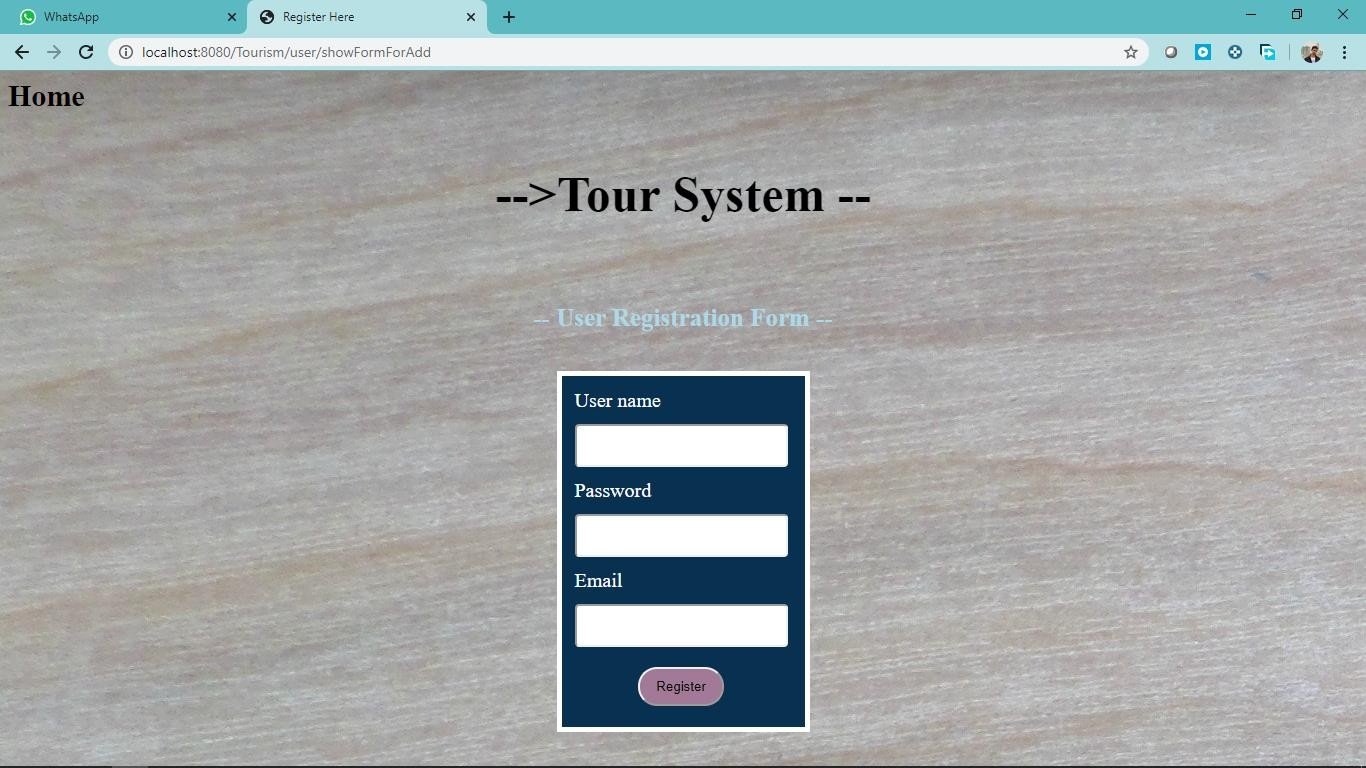 WhatsApp
Register Here
localhost:8080/Tourism/user/showFormForAdd
Home
-->Tour System --
-- User Registration Form --
User name
Password
Email
Register